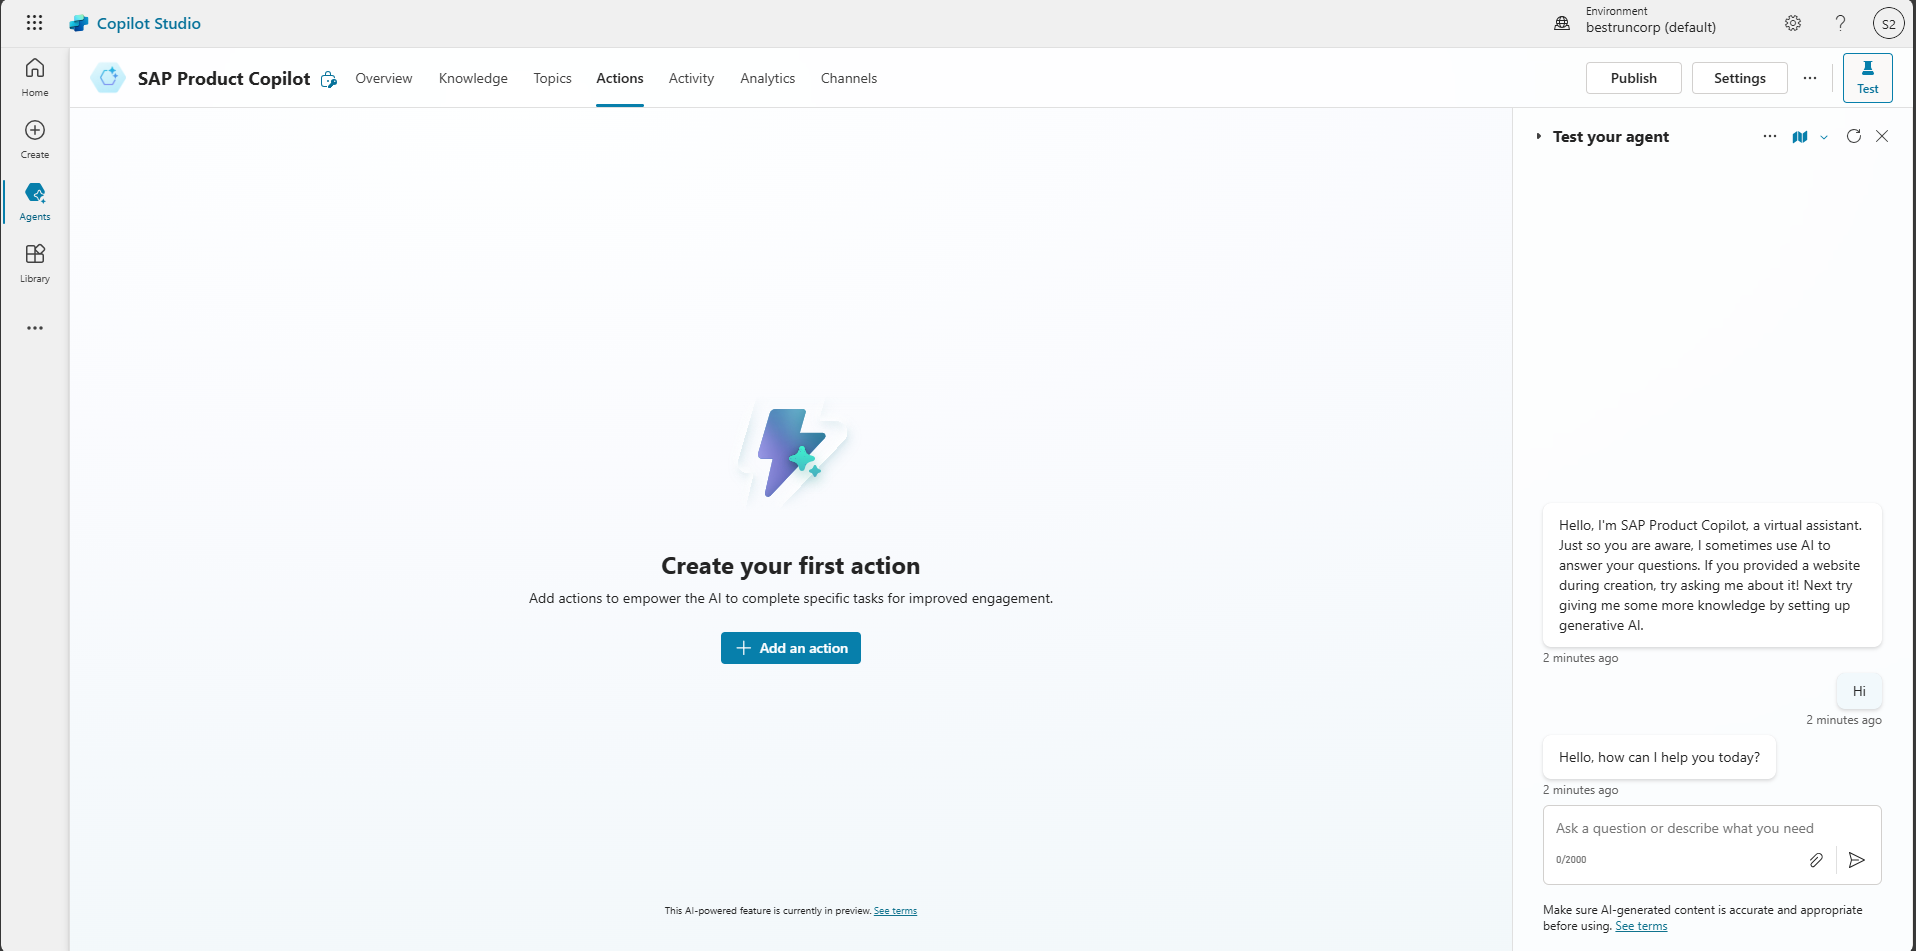 Copilot Studio
Environment
bestruncorp (default)
S2
Home
Create
Agents
Library
SAP Product Copilot
Overview
Knowledge
Topics
Actions
Activity
Analytics
Channels
Publish
Settings
Test
Create your first action
Add actions to empower the AI to complete specific tasks for improved engagement.
Add an action
This AI-powered feature is currently in preview. See terms
Test your agent
Hello, I'm SAP Product Copilot, a virtual assistant.
Just so you are aware, I sometimes use AI to
answer your questions. If you provided a website
during creation, try asking me about it! Next try
giving me some more knowledge by setting up
generative AI.
2 minutes ago
Hi
2 minutes ago
Hello, how can I help you today?
2 minutes ago
Ask a question or describe what you need
0/2000
Make sure AI-generated content is accurate and appropriate
before using. See terms